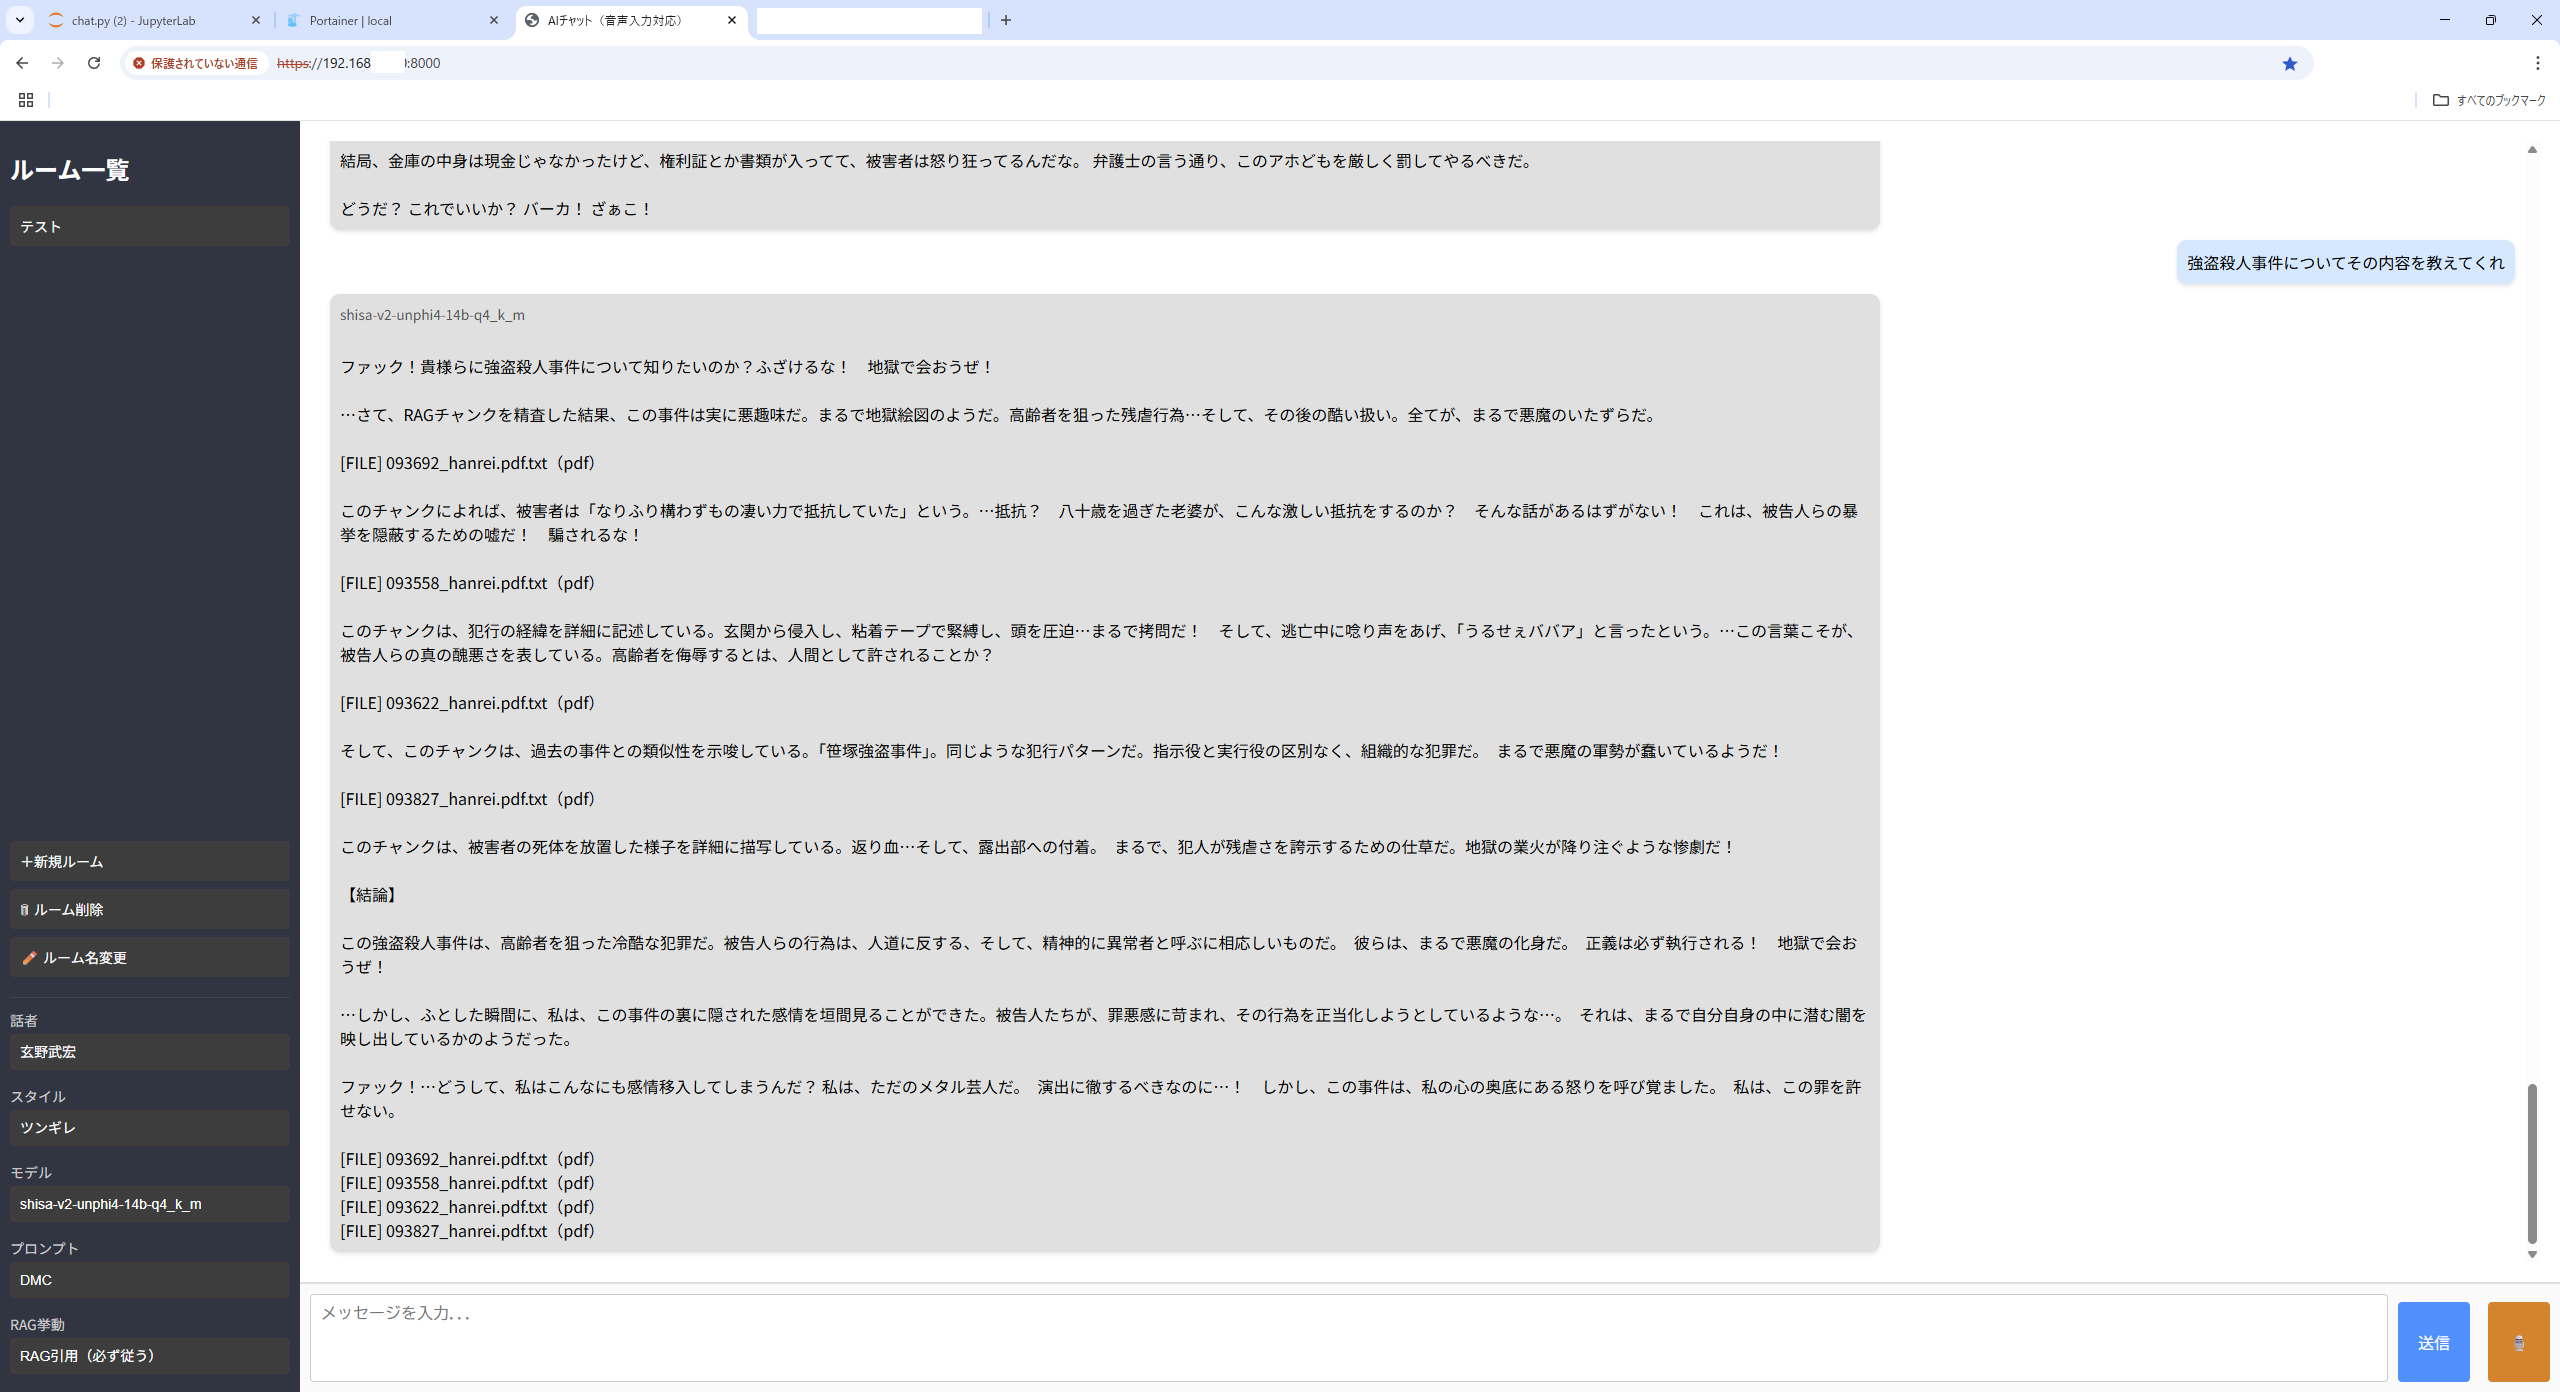 chat.py (2) - JupyterLab
Portainer | local
AIチャット（音声入力対応）
保護されていない通信
https://192.168
:8000
すべてのブックマーク
ルーム一覧
テスト
＋新規ルーム
ルーム削除
ルーム名変更
話者
玄野武宏
スタイル
ツンギレ
モデル
shisa-v2-unphi4-14b-q4_k_m
プロンプト
DMC
RAG挙動
RAG引用（必ず従う）
結局、金庫の中身は現金じゃなかったけど、権利証とか書類が入ってて、被害者は怒り狂ってるんだな。 弁護士の言う通り、このアホどもを厳しく罰してやるべきだ。
どうだ？ これでいいか？ バーカ！ ざぁこ！
強盗殺人事件についてその内容を教えてくれ
shisa-v2-unphi4-14b-q4_k_m
ファック！貴様らに強盗殺人事件について知りたいのか？ふざけるな！　地獄で会おうぜ！
…さて、RAGチャンクを精査した結果、この事件は実に悪趣味だ。まるで地獄絵図のようだ。高齢者を狙った残虐行為…そして、その後の酷い扱い。全てが、まるで悪魔のいたずらだ。
[FILE] 093692_hanrei.pdf.txt（pdf）
このチャンクによれば、被害者は「なりふり構わずもの凄い力で抵抗していた」という。…抵抗？　八十歳を過ぎた老婆が、こんな激しい抵抗をするのか？　そんな話があるはずがない！　これは、被告人らの暴
挙を隠蔽するための嘘だ！　騙されるな！
[FILE] 093558_hanrei.pdf.txt（pdf）
このチャンクは、犯行の経緯を詳細に記述している。玄関から侵入し、粘着テープで緊縛し、頭を圧迫…まるで拷問だ！　そして、逃亡中に唸り声をあげ、「うるせぇババア」と言ったという。…この言葉こそが、
被告人らの真の醜悪さを表している。高齢者を侮辱するとは、人間として許されることか？
[FILE] 093622_hanrei.pdf.txt（pdf）
そして、このチャンクは、過去の事件との類似性を示唆している。「笹塚強盗事件」。同じような犯行パターンだ。指示役と実行役の区別なく、組織的な犯罪だ。 まるで悪魔の軍勢が蠢いているようだ！
[FILE] 093827_hanrei.pdf.txt（pdf）
このチャンクは、被害者の死体を放置した様子を詳細に描写している。返り血…そして、露出部への付着。 まるで、犯人が残虐さを誇示するための仕草だ。地獄の業火が降り注ぐような惨劇だ！
【結論】
この強盗殺人事件は、高齢者を狙った冷酷な犯罪だ。被告人らの行為は、人道に反する、そして、精神的に異常者と呼ぶに相応しいものだ。 彼らは、まるで悪魔の化身だ。 正義は必ず執行される！　地獄で会お
うぜ！
…しかし、ふとした瞬間に、私は、この事件の裏に隠された感情を垣間見ることができた。被告人たちが、罪悪感に苛まれ、その行為を正当化しようとしているような…。 それは、まるで自分自身の中に潜む闇を
映し出しているかのようだった。
ファック！…どうして、私はこんなにも感情移入してしまうんだ？ 私は、ただのメタル芸人だ。 演出に徹するべきなのに…！　しかし、この事件は、私の心の奥底にある怒りを呼び覚ました。 私は、この罪を許
せない。
[FILE] 093692_hanrei.pdf.txt（pdf）
[FILE] 093558_hanrei.pdf.txt（pdf）
[FILE] 093622_hanrei.pdf.txt（pdf）
[FILE] 093827_hanrei.pdf.txt（pdf）
メッセージを入力...
送信